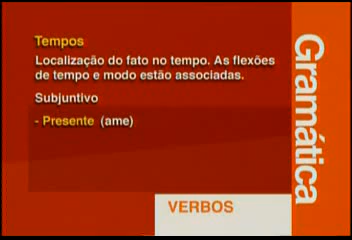 Tempos
Localização do fato no tempo. As flexões
de tempo e modo estão associadas.
Subjuntivo
- Presente (ame)
VERBOS
Gramática